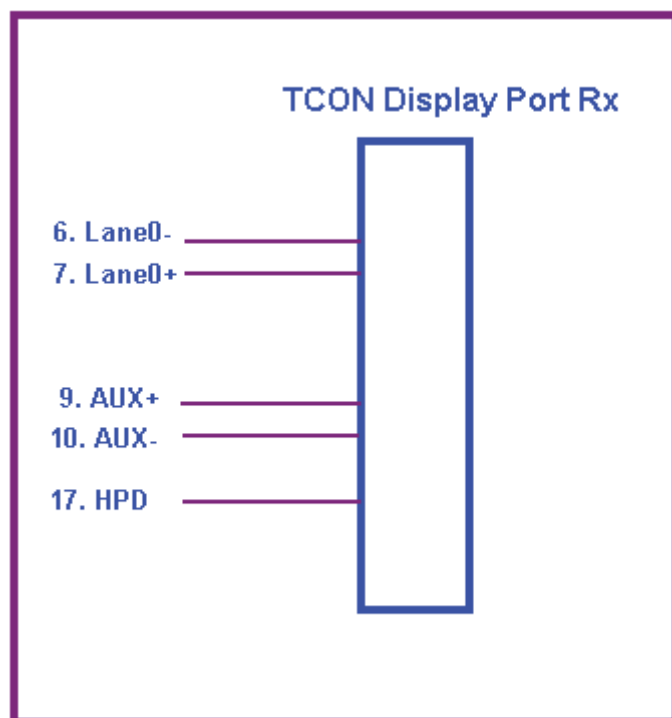 TCON Display Port Rx
6. Lane0-
7. Lane0+
9. AUX+
10. AUX-
17. HPD